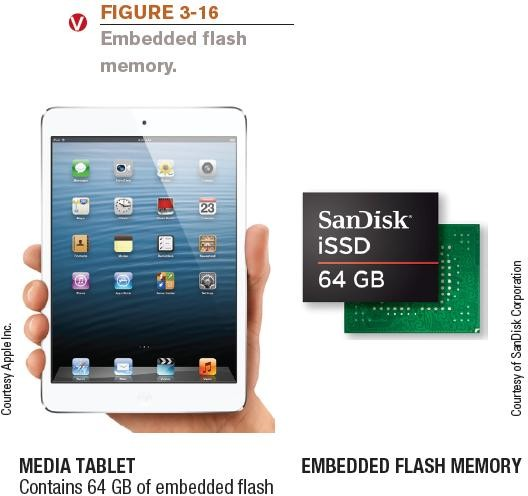 FIGURE 3-16
Embedded flash
memory.
23
SanDisk®
iSSD
64 GB
Courtesy Apple Inc.
Courtesy of SanDisk Corporation
MEDIA TABLET
Contains 64 GB of embedded flash
EMBEDDED FLASH MEMORY